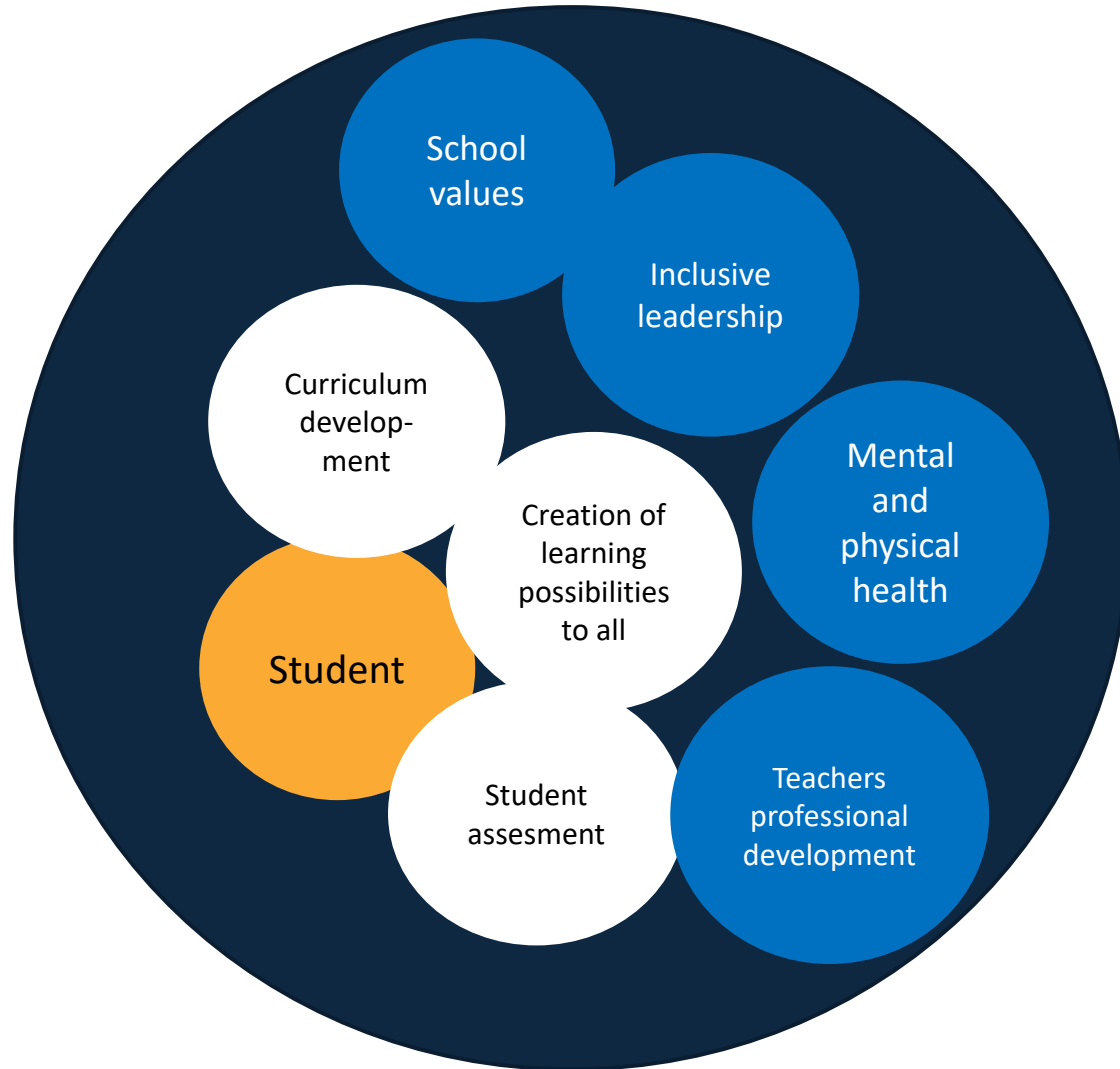 School
values
Inclusive
leadership
Curriculum
develop-
ment
Mental
and
physical
health
Creation of
learning
possibilities
to all
Student
Student
assesment
Teachers
professional
development